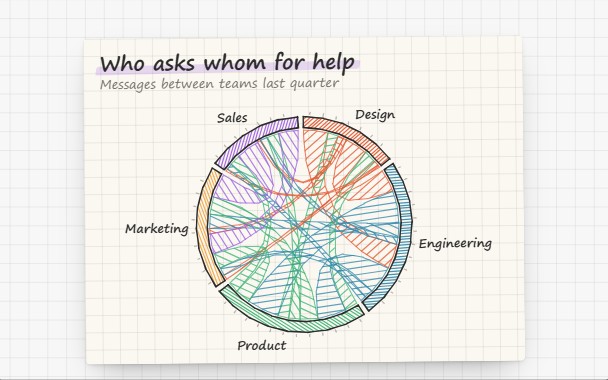 Who asks whom for help
Messages between teams last quarter
Sales
Design
Marketing
Engineering
Product